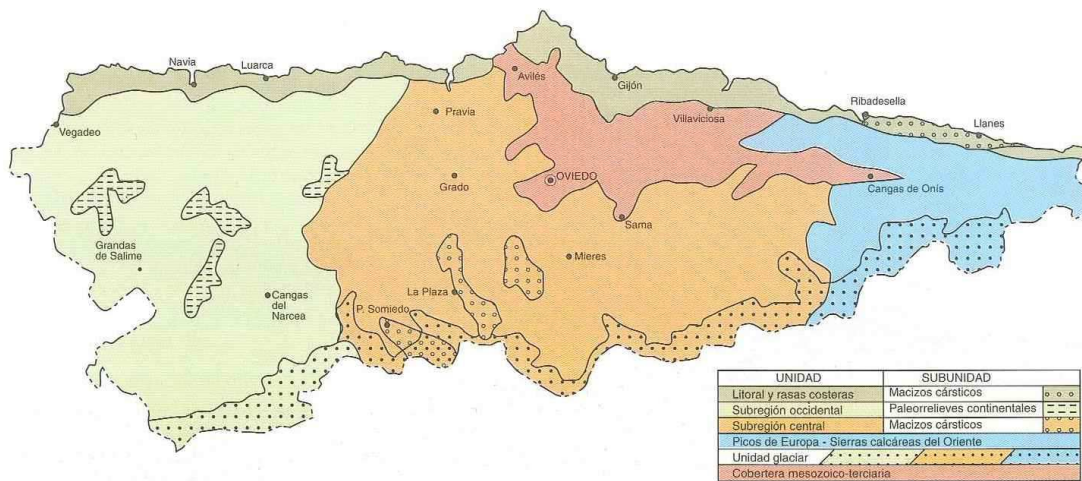 Navia
Luarca
Avilés
Gijón
Ribadesella
Vegadeo
Pravia
Villaviciosa
Llanes
Grado
OVIEDO
Cangas de Onís
Sama
Grandas
de Salime
Mieres
Cangas
del
Narcea
La Plaza
P. Somiedo
UNIDAD SUBUNIDAD
Litoral y rasas costeras Macizos cársticos
Subregión occidental Paleorrelieves continentales
Subregión central Macizos cársticos
Picos de Europa - Sierras calcáreas del Oriente
Unidad glaciar
Cobertera mesozoico-terciaria